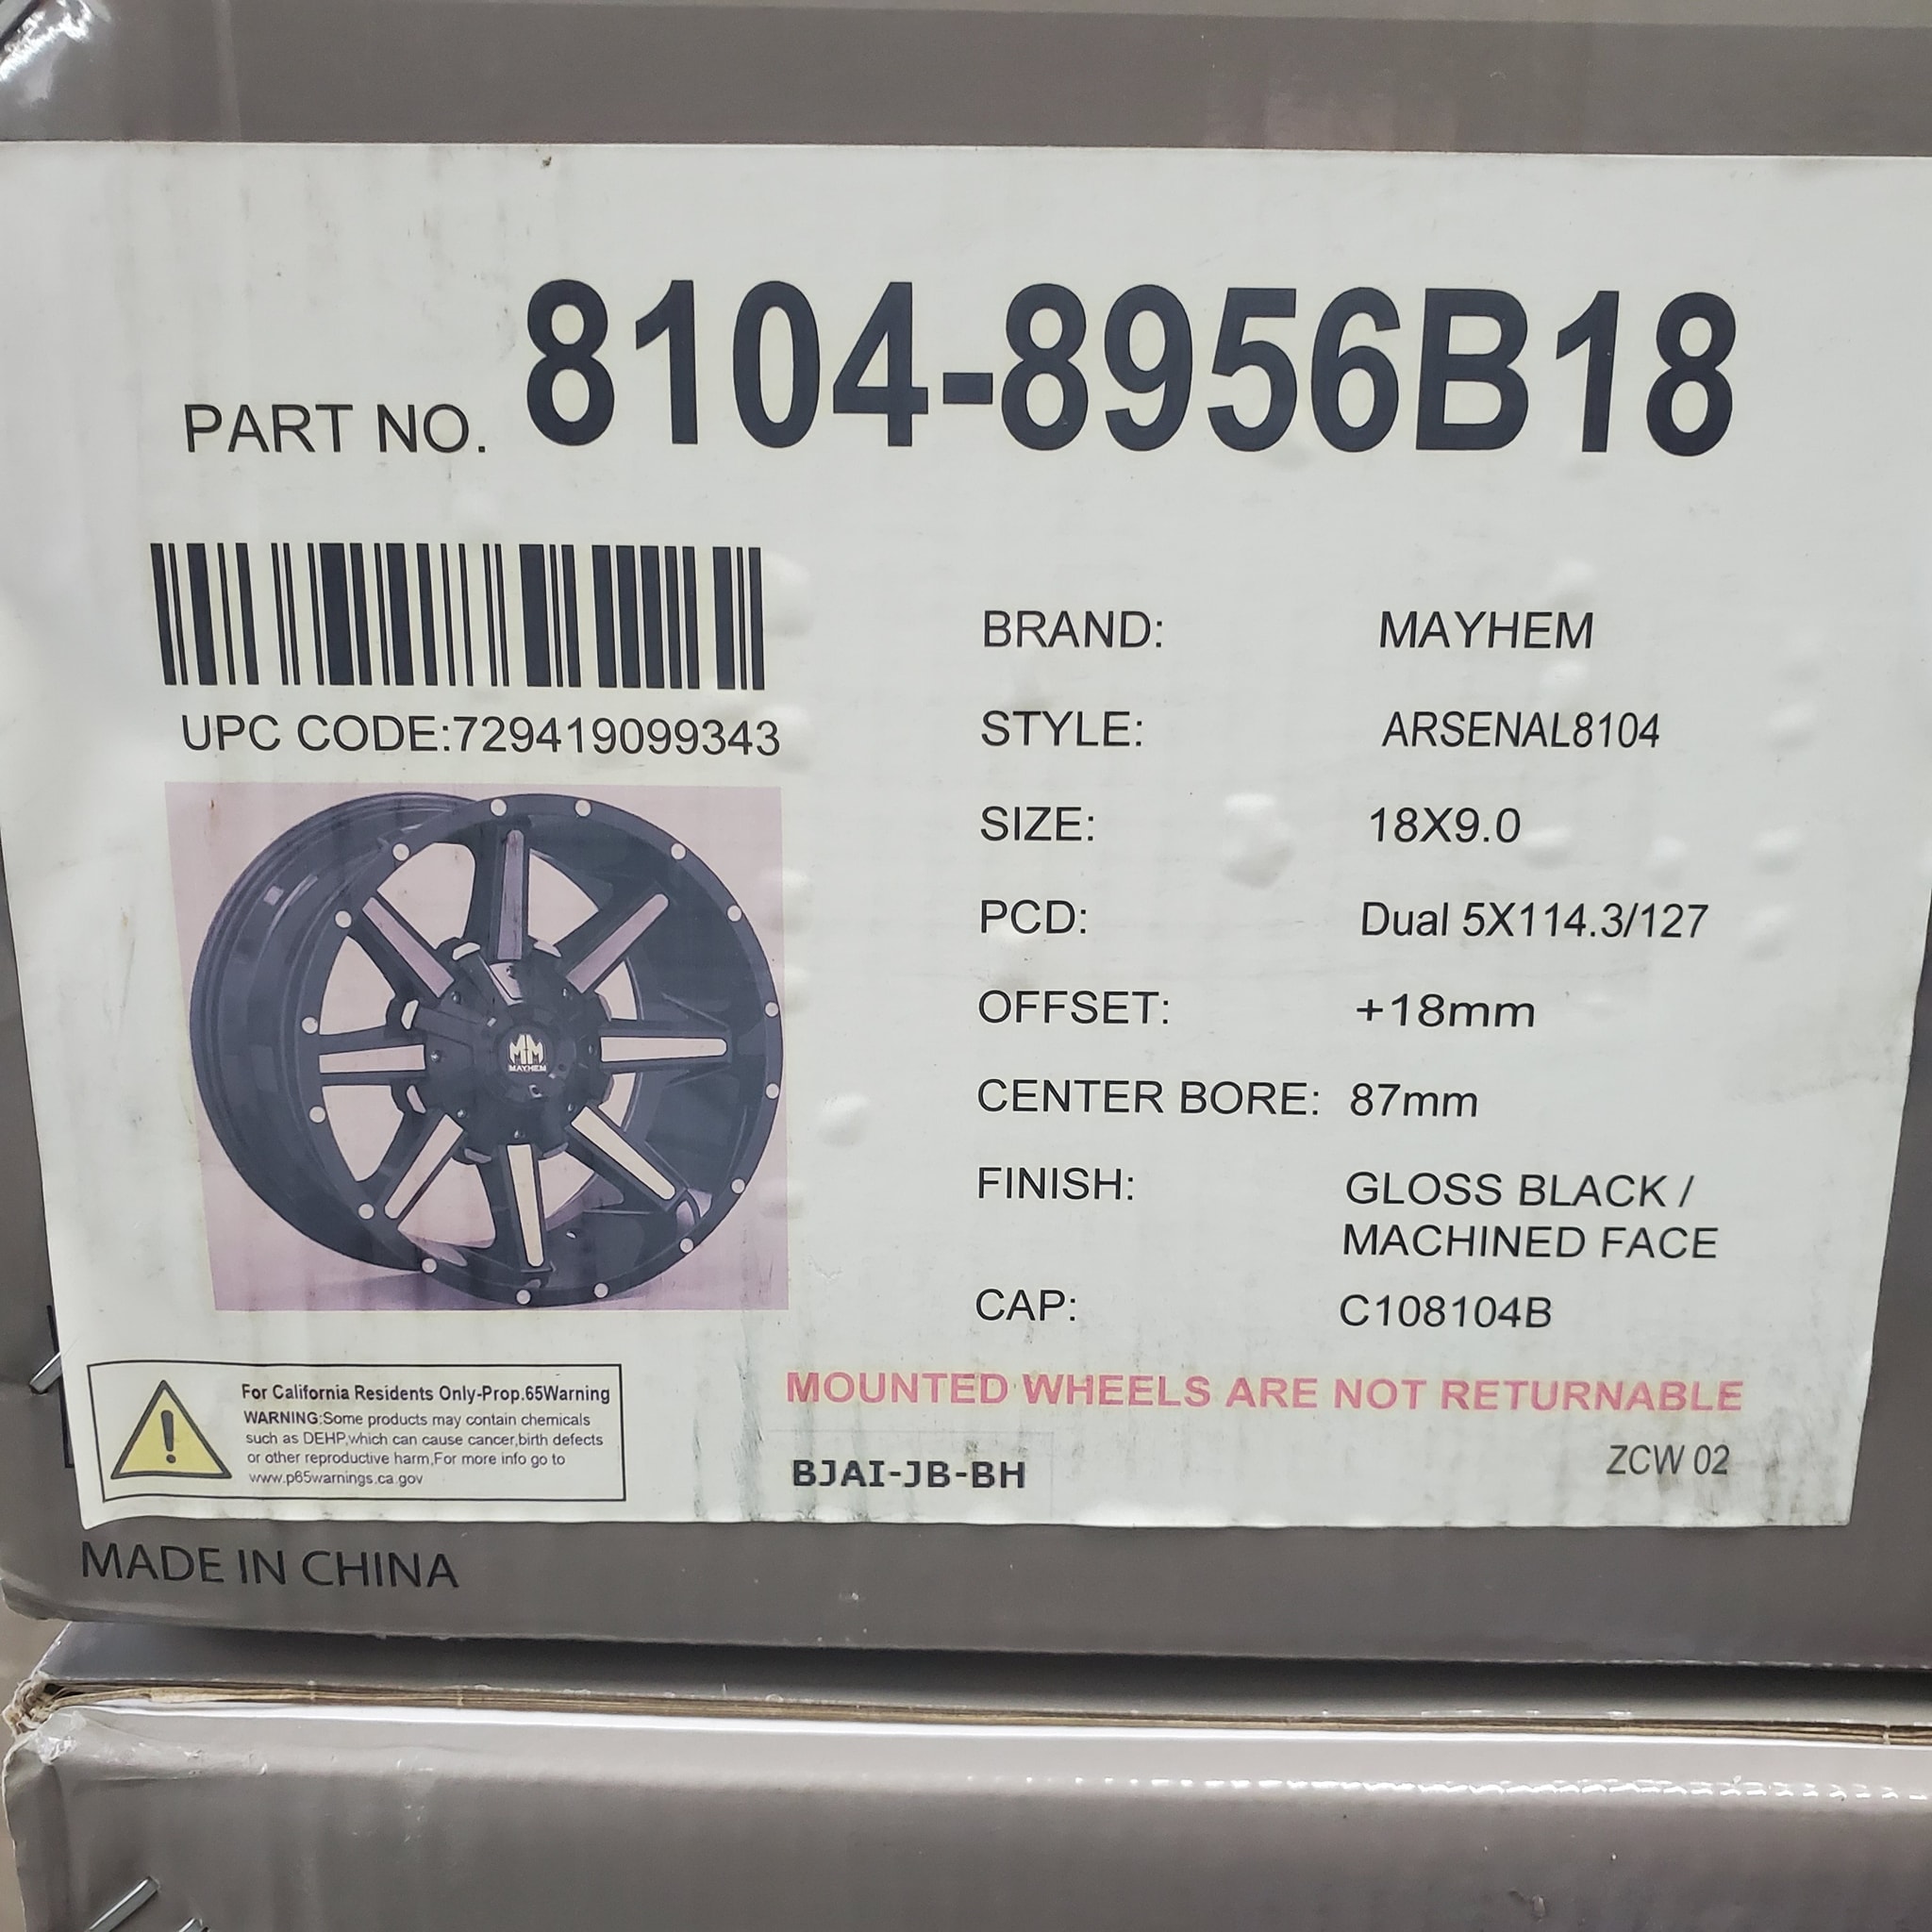 PART NO. 8104-8956B18
UPC CODE:729419099343
BRAND: MAYHEM
STYLE: ARSENAL8104
SIZE: 18X9.0
PCD: Dual 5X114.3/127
OFFSET: +18mm
CENTER BORE: 87mm
FINISH: GLOSS BLACK /
MACHINED FACE
CAP: C108104B
MM
MAYHEM
For California Residents Only-Prop.65Warning
WARNING:Some products may contain chemicals
such as DEHP,which can cause cancer,birth defects
or other reproductive harm,For more info go to
www.p65warnings.ca.gov
MOUNTED WHEELS ARE NOT RETURNABLE
BJAI-JB-BH
ZCW 02
MADE IN CHINA